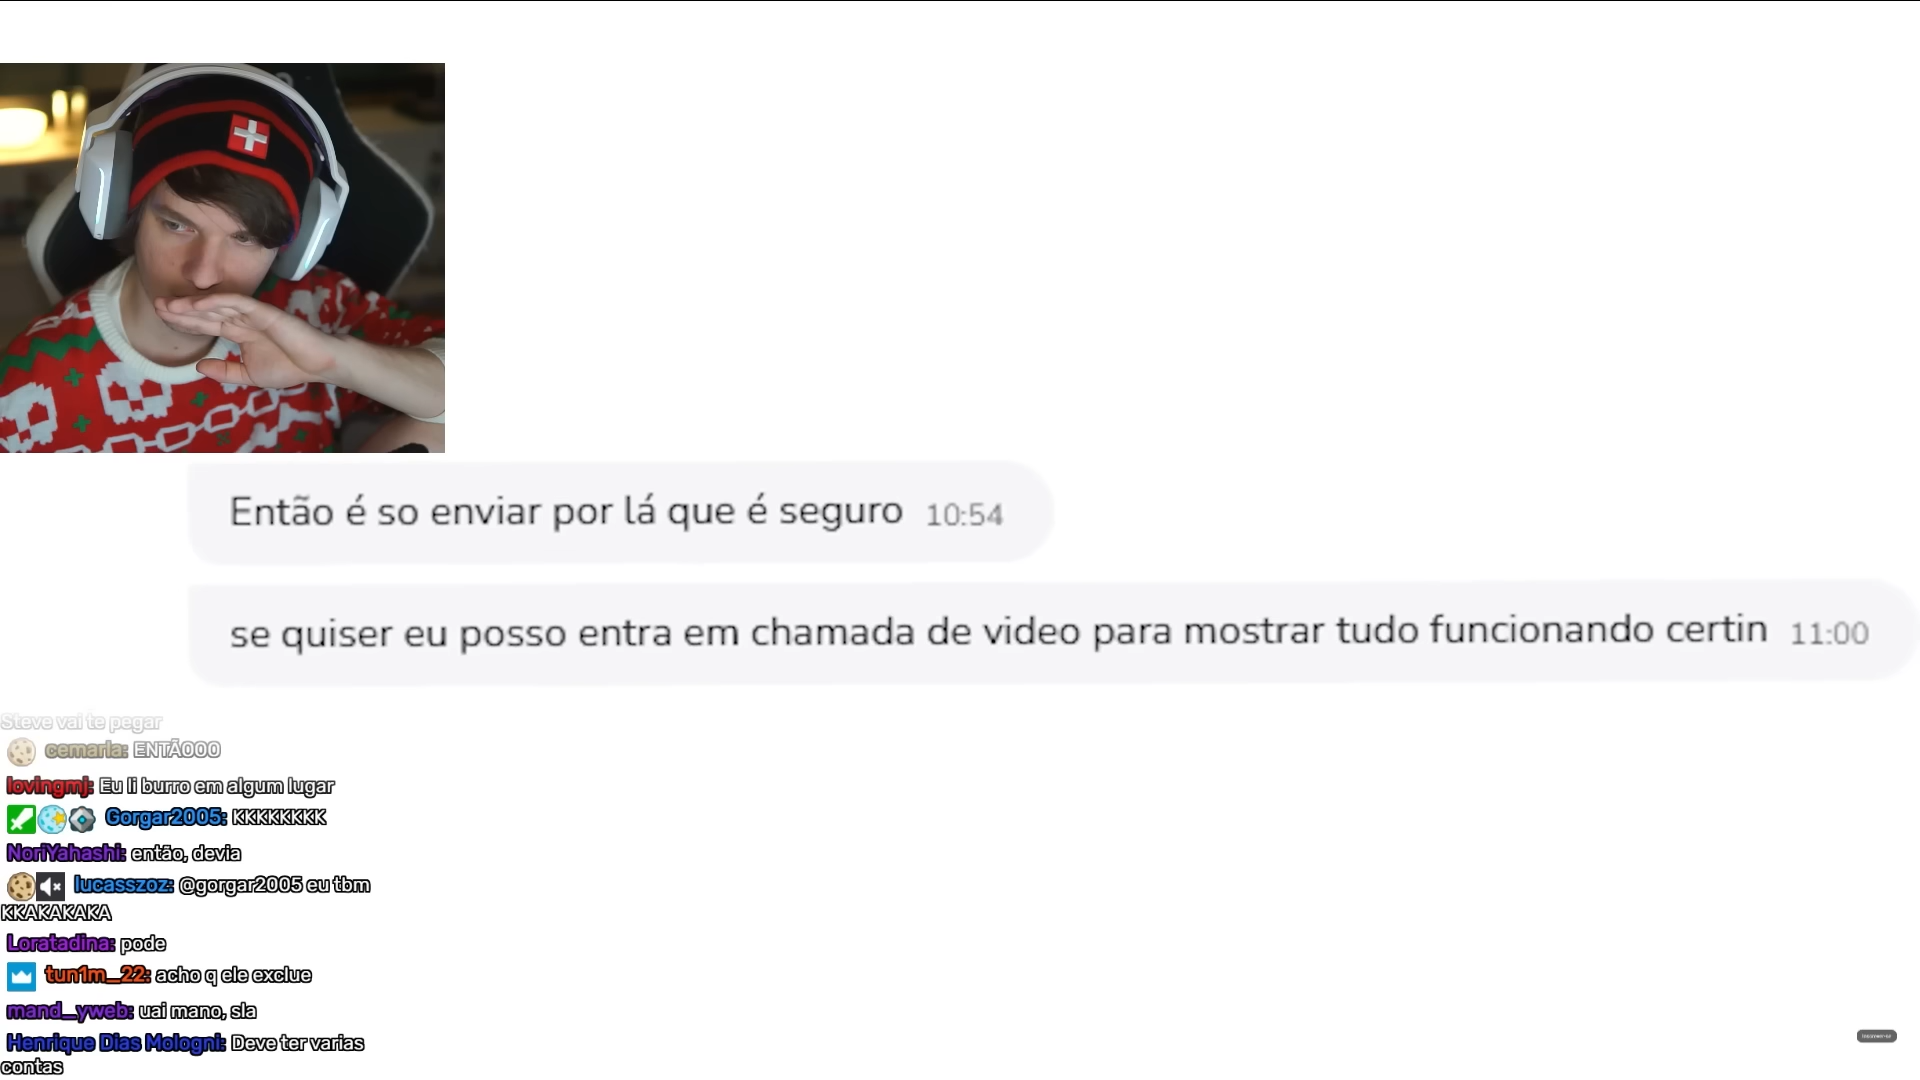 Então é so enviar por lá que é seguro 10:54
se quiser eu posso entra em chamada de video para mostrar tudo funcionando certin 11:00
Steve vai te pegar
cemarla: ENTÃOOO
lovingmj: Eu li burro em algum lugar
Gorgar2005: KKKKKKKK
NoriYahashi: então, devia
lucasszoz: @gorgar2005 eu tbm
KKAKAKAKA
Loratadina: pode
tun1m_22: acho q ele exclue
mand_yweb: uai mano, sla
Henrique Dias Mologni: Deve ter varias
contas